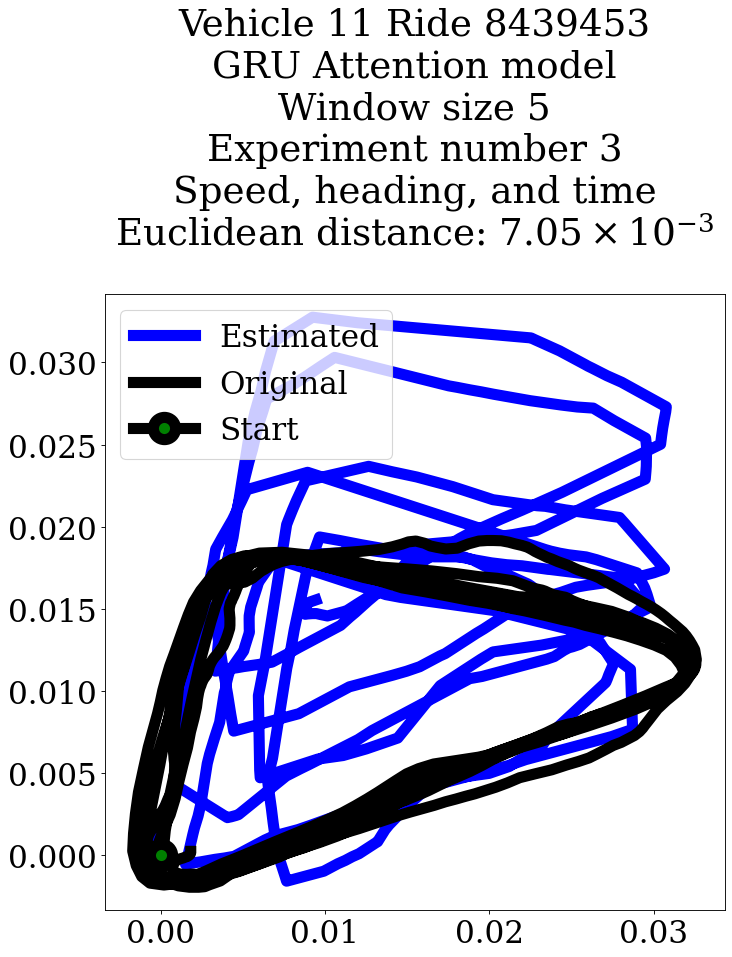 Vehicle 11 Ride 8439453
GRU Attention model
Window size 5
Experiment number 3
Speed, heading, and time
Euclidean distance: 7.05 × 10⁻³
Estimated
Original
Start
0.030
0.025
0.020
0.015
0.010
0.005
0.000
0.00 0.01 0.02 0.03